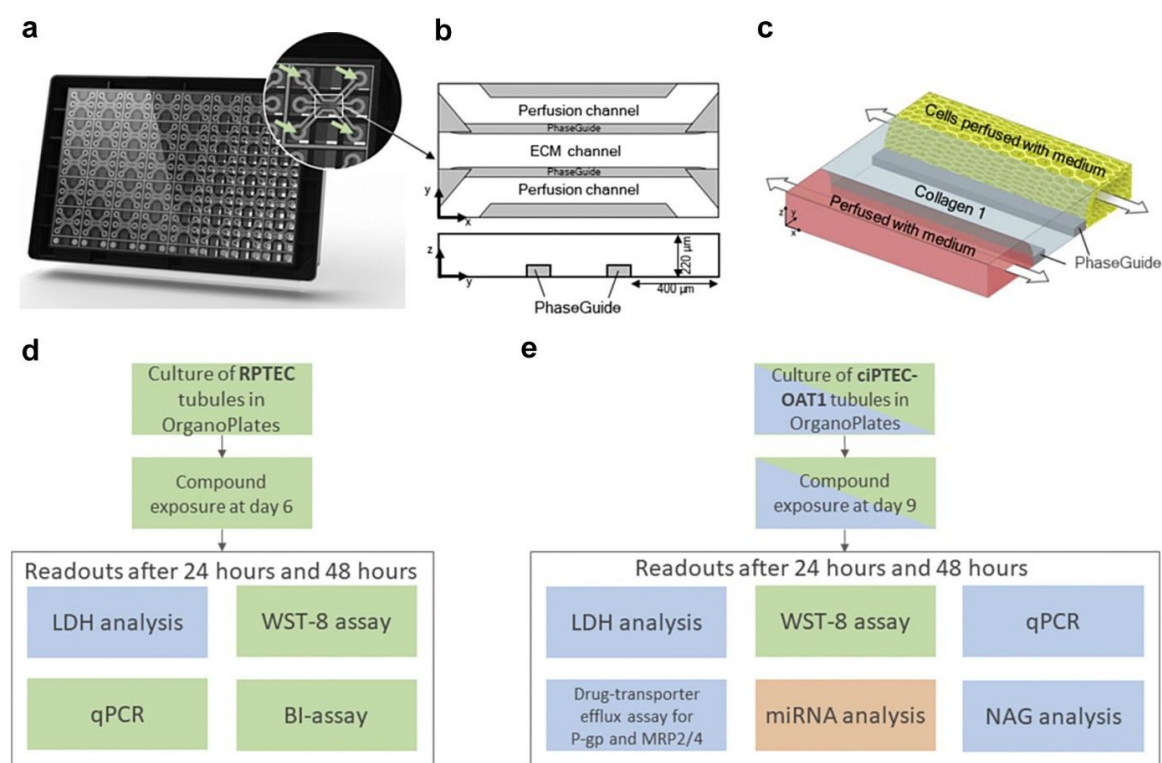 a
b
c
Perfusion channel
PhaseGuide
ECM channel
PhaseGuide
Perfusion channel
y
x
z
y
220 µm
400 µm
PhaseGuide
Cells perfused with medium
Collagen 1
Perfused with medium
z
y
x
PhaseGuide
d
Culture of RPTEC
tubules in
OrganoPlates
Compound
exposure at day 6
Readouts after 24 hours and 48 hours
LDH analysis
WST-8 assay
qPCR
BI-assay
e
Culture of ciPTEC-
OAT1 tubules in
OrganoPlates
Compound
exposure at day 9
Readouts after 24 hours and 48 hours
LDH analysis
WST-8 assay
qPCR
Drug-transporter
efflux assay for
P-gp and MRP2/4
miRNA analysis
NAG analysis